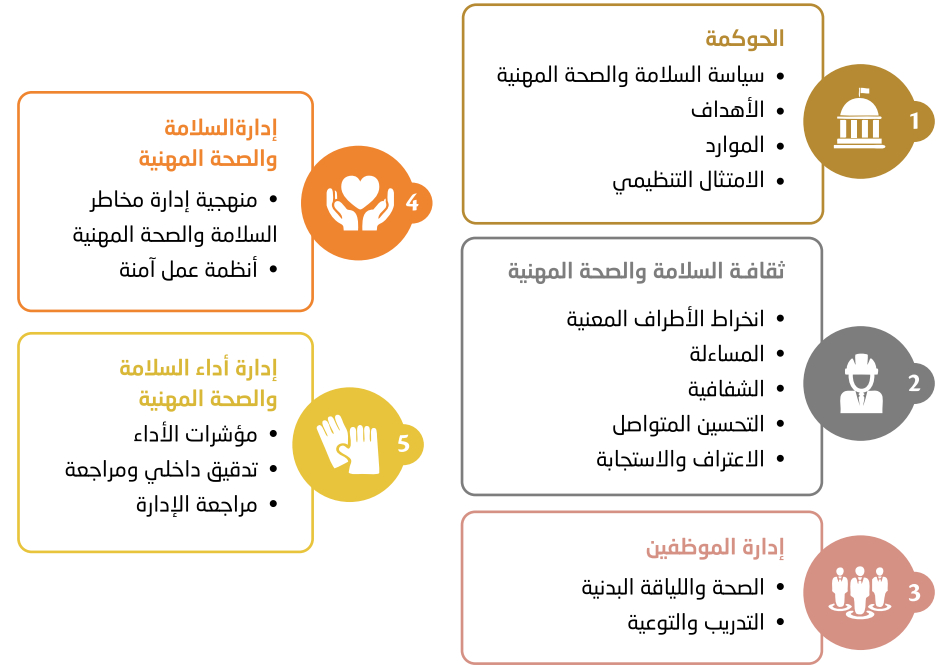 الحوكمة
• سياسة السلامة والصحة المهنية
• الأهداف
• الموارد
• الامتثال التنظيمي
1
ثقافة السلامة والصحة المهنية
• انخراط الأطراف المعنية
• المساءلة
• الشفافية
• التحسين المتواصل
• الاعتراف والاستجابة
2
إدارة الموظفين
• الصحة واللياقة البدنية
• التدريب والتوعية
3
إدارةالسلامة
والصحة المهنية
• منهجية إدارة مخاطر
السلامة والصحة المهنية
• أنظمة عمل آمنة
4
إدارة أداء السلامة
والصحة المهنية
• مؤشرات الأداء
• تدقيق داخلي ومراجعة
• مراجعة الإدارة
5